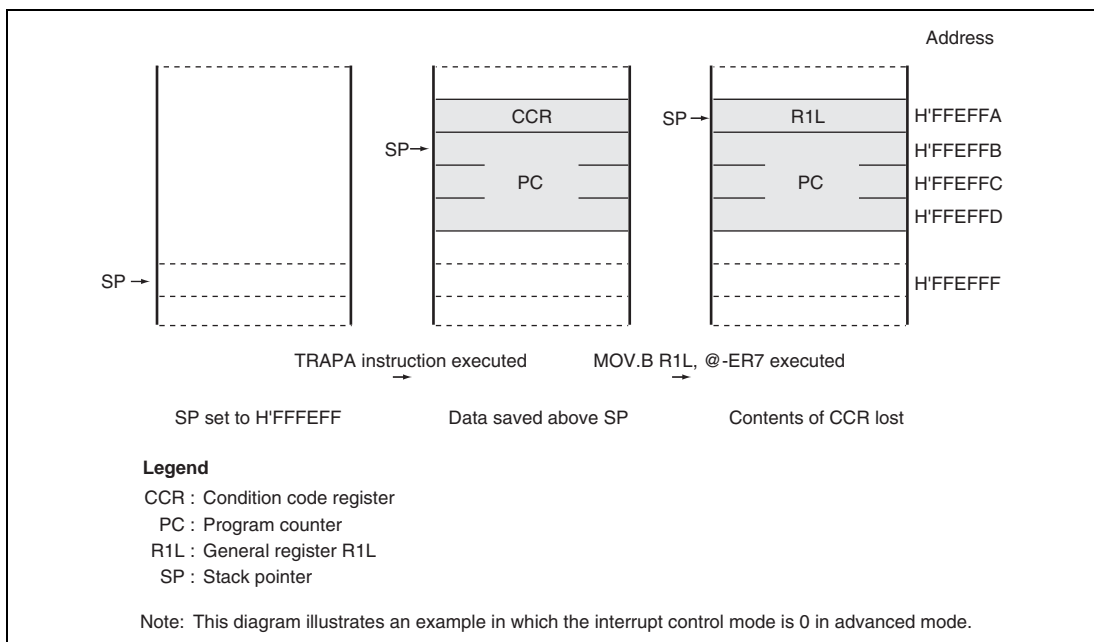 Address
CCR
SP
R1L
H'FFEFFA
SP
H'FFEFFB
PC
PC
H'FFEFFC
H'FFEFFD
SP
H'FFEFFF
TRAPA instruction executed
MOV.B R1L, @-ER7 executed
SP set to H'FFFEFF
Data saved above SP
Contents of CCR lost
Legend
CCR : Condition code register
PC : Program counter
R1L : General register R1L
SP : Stack pointer
Note: This diagram illustrates an example in which the interrupt control mode is 0 in advanced mode.